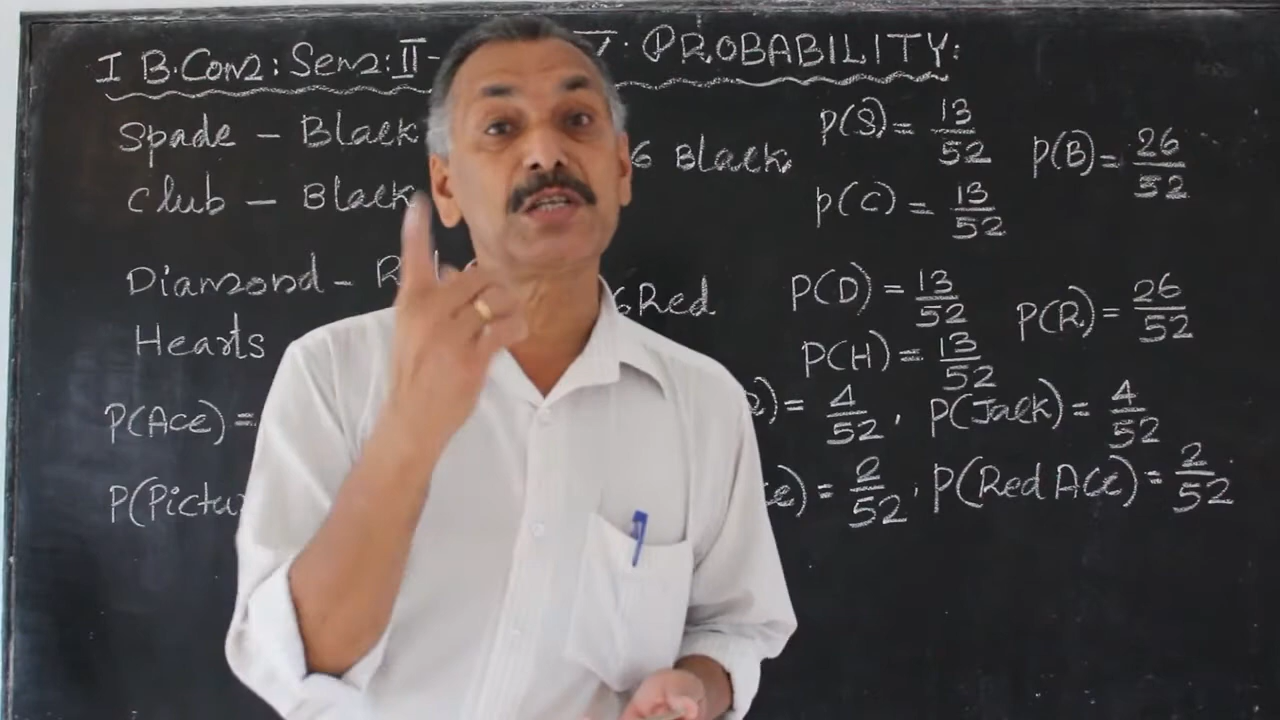 I B.Com : Sem : II - V. PROBABILITY:
Spade - Black 6 Black. P(S) = 13/52 P(B) = 26/52
Club - Black P(C) = 13/52
Diamond - 6 Red P(D) = 13/52 P(R) = 26/52
Hearts P(H) = 13/52
P(Ace) = ) = 4/52, P(Jack) = 4/52
P(Pictu ) = 2/52, P(Red Ace) = 2/52